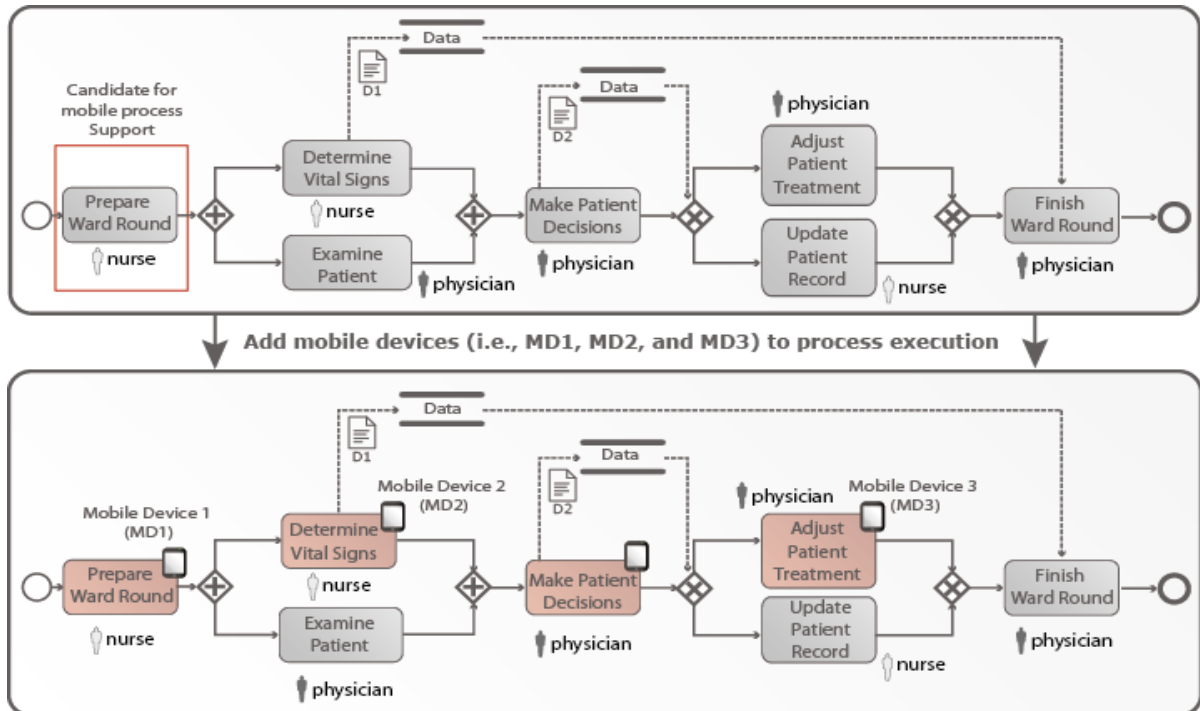 Data
D1
Candidate for
mobile process
Support
Data
D2
physician
Prepare
Ward Round
nurse
Determine
Vital Signs
nurse
Examine
Patient
physician
Make Patient
Decisions
physician
Adjust
Patient
Treatment
Update
Patient
Record
nurse
Finish
Ward Round
physician
Add mobile devices (i.e., MD1, MD2, and MD3) to process execution
Data
D1
Data
D2
Mobile Device 1
(MD1)
Prepare
Ward Round
nurse
Mobile Device 2
(MD2)
Determine
Vital Signs
nurse
Examine
Patient
physician
Make Patient
Decisions
physician
physician
Mobile Device 3
(MD3)
Adjust
Patient
Treatment
Update
Patient
Record
nurse
Finish
Ward Round
physician